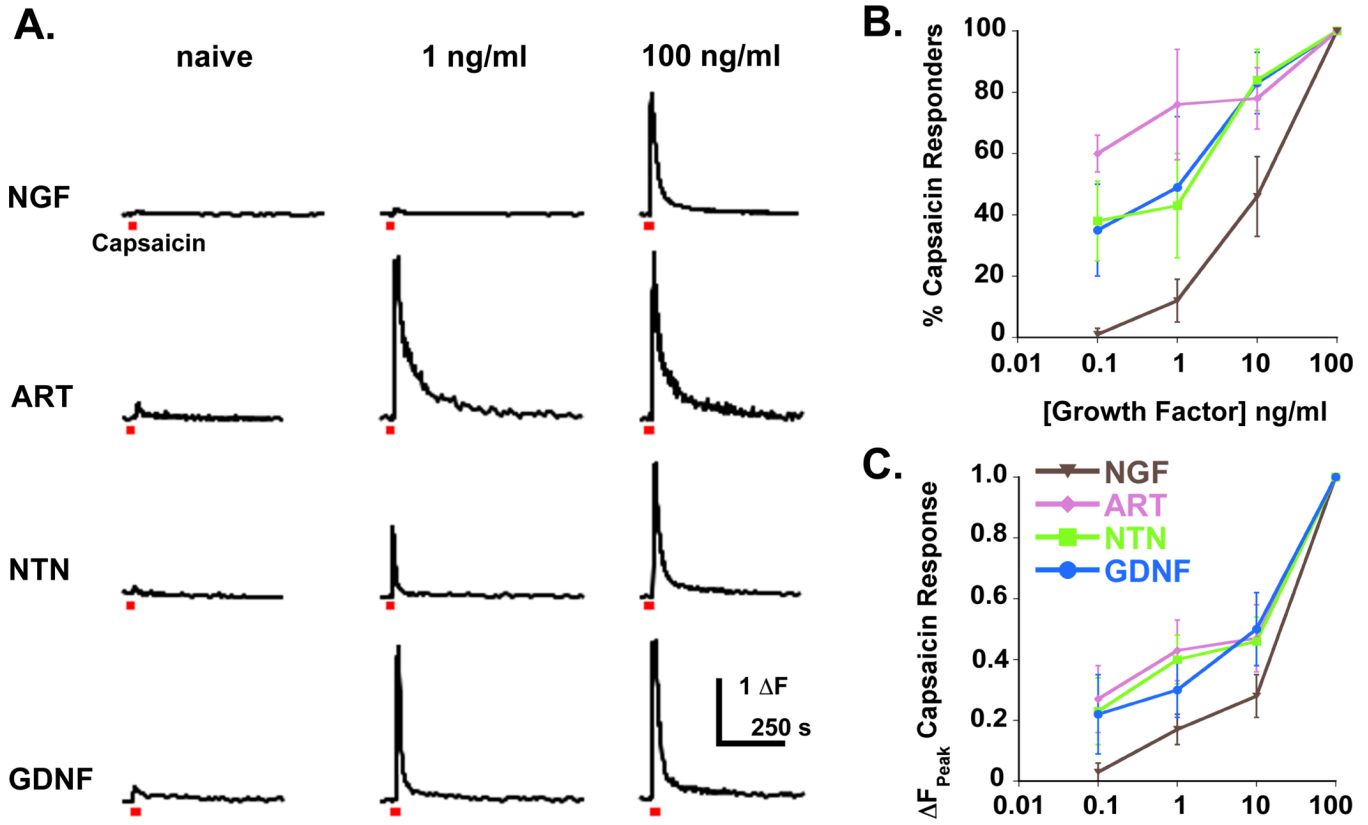 A.
naive 1 ng/ml 100 ng/ml
NGF
Capsaicin
ART
NTN
GDNF
1 ΔF
250 s
B.
% Capsaicin Responders
100
80
60
40
20
0
0.01 0.1 1 10 100
[Growth Factor] ng/ml
C.
ΔFPeak Capsaicin Response
1.0
0.8
0.6
0.4
0.2
0
0.01 0.1 1 10 100
NGF
ART
NTN
GDNF